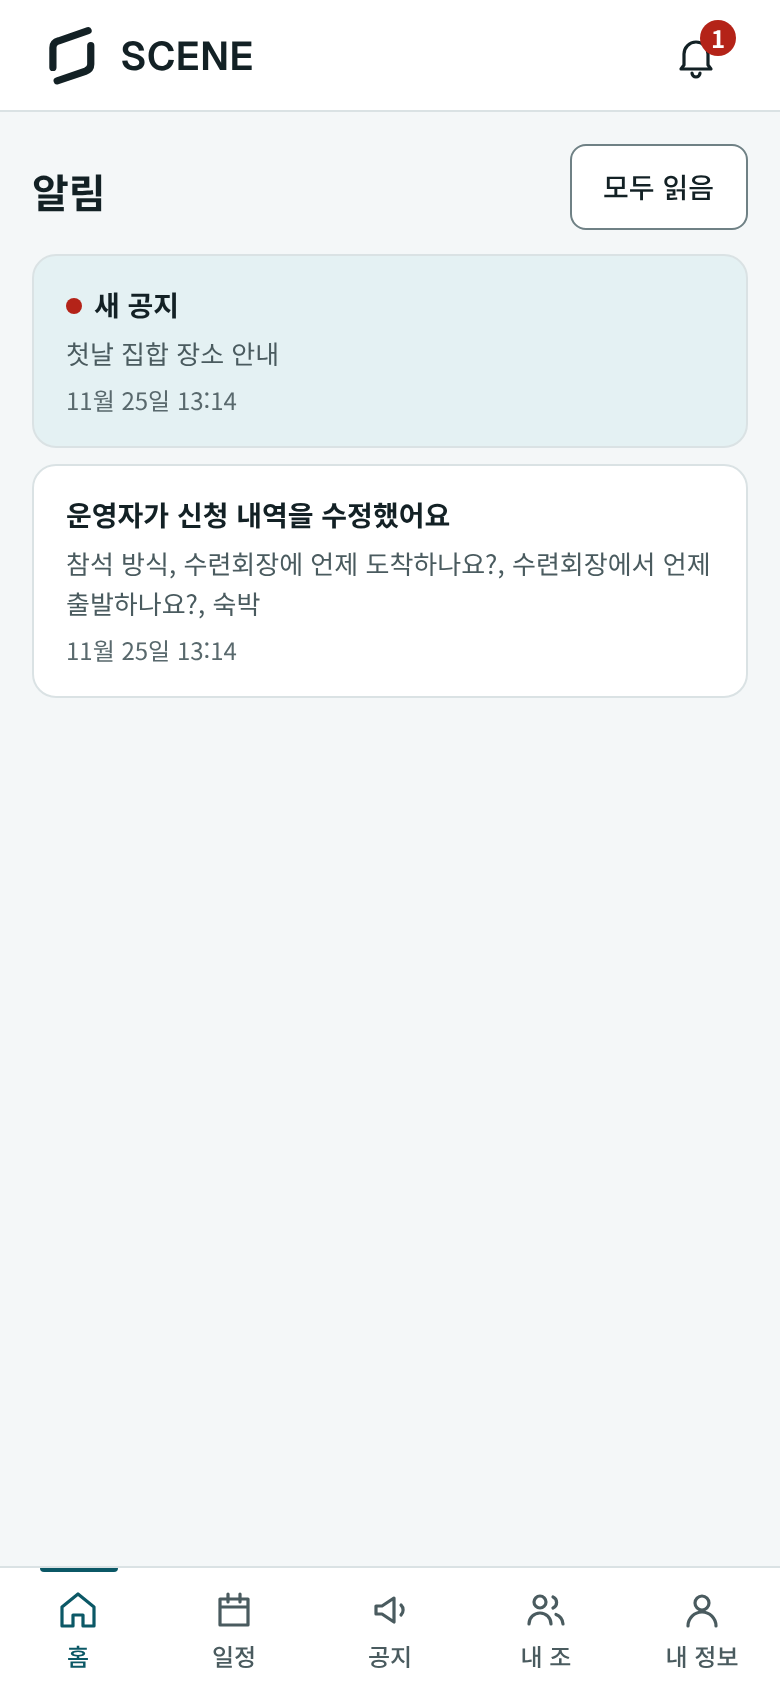 SCENE
1
알림
모두 읽음
새 공지
첫날 집합 장소 안내
11월 25일 13:14
운영자가 신청 내역을 수정했어요
참석 방식, 수련회장에 언제 도착하나요?, 수련회장에서 언제
출발하나요?, 숙박
11월 25일 13:14
홈
일정
공지
내 조
내 정보